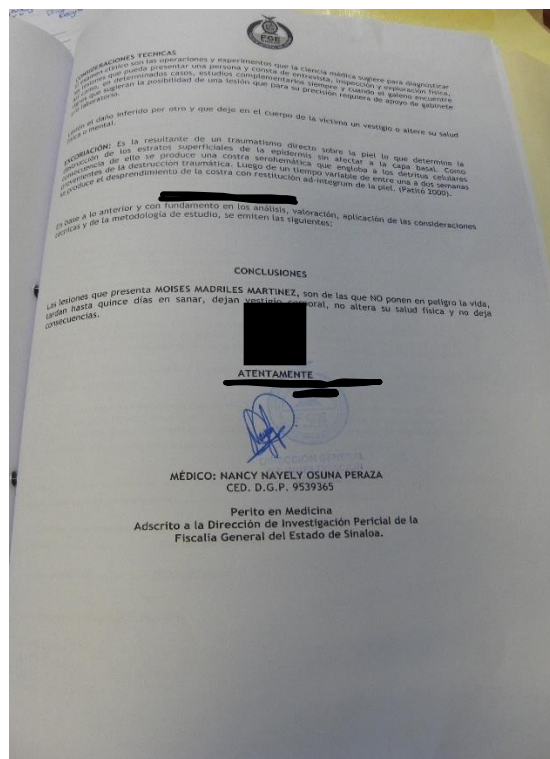 FGE
CONSIDERACIONES TECNICAS
El examen clínico son las operaciones y experimentos que la ciencia médica sugiere para diagnosticar
lesiones que pueda presentar una persona y consta de entrevista, inspección y exploración física,
así como, en determinados casos, estudios complementarios siempre y cuando el galeno encuentre
que sugieran la posibilidad de una lesión que para su precisión requiera de apoyo de gabinete
laboratorio.
Lesión el daño inferido por otro y que deje en el cuerpo de la víctima un vestigio o altere su salud
física o mental.
EXCORIACIÓN: Es la resultante de un traumatismo directo sobre la piel lo que determina la
destrucción de los estratos superficiales de la epidermis sin afectar a la capa basal. Como
consecuencia de ello se produce una costra serohemática que engloba a los detritus celulares
provenientes de la destrucción traumática. Luego de un tiempo variable de entre una a dos semanas
se produce el desprendimiento de la costra con restitución ad-integrum de la piel. (Patitó 2000).
En base a lo anterior y con fundamento en los análisis, valoración, aplicación de las consideraciones
técnicas y de la metodología de estudio, se emiten las siguientes:
CONCLUSIONES
Las lesiones que presenta MOISES MADRILES MARTINEZ, son de las que NO ponen en peligro la vida,
tardan hasta quince días en sanar, dejan vestigio corporal, no altera su salud física y no deja
consecuencias.
ATENTAMENTE
DIRECCIÓN GENERAL
MÉDICO: NANCY NAYELY OSUNA PERAZA
CED. D.G.P. 9539365
Perito en Medicina
Adscrito a la Dirección de Investigación Pericial de la
Fiscalía General del Estado de Sinaloa.